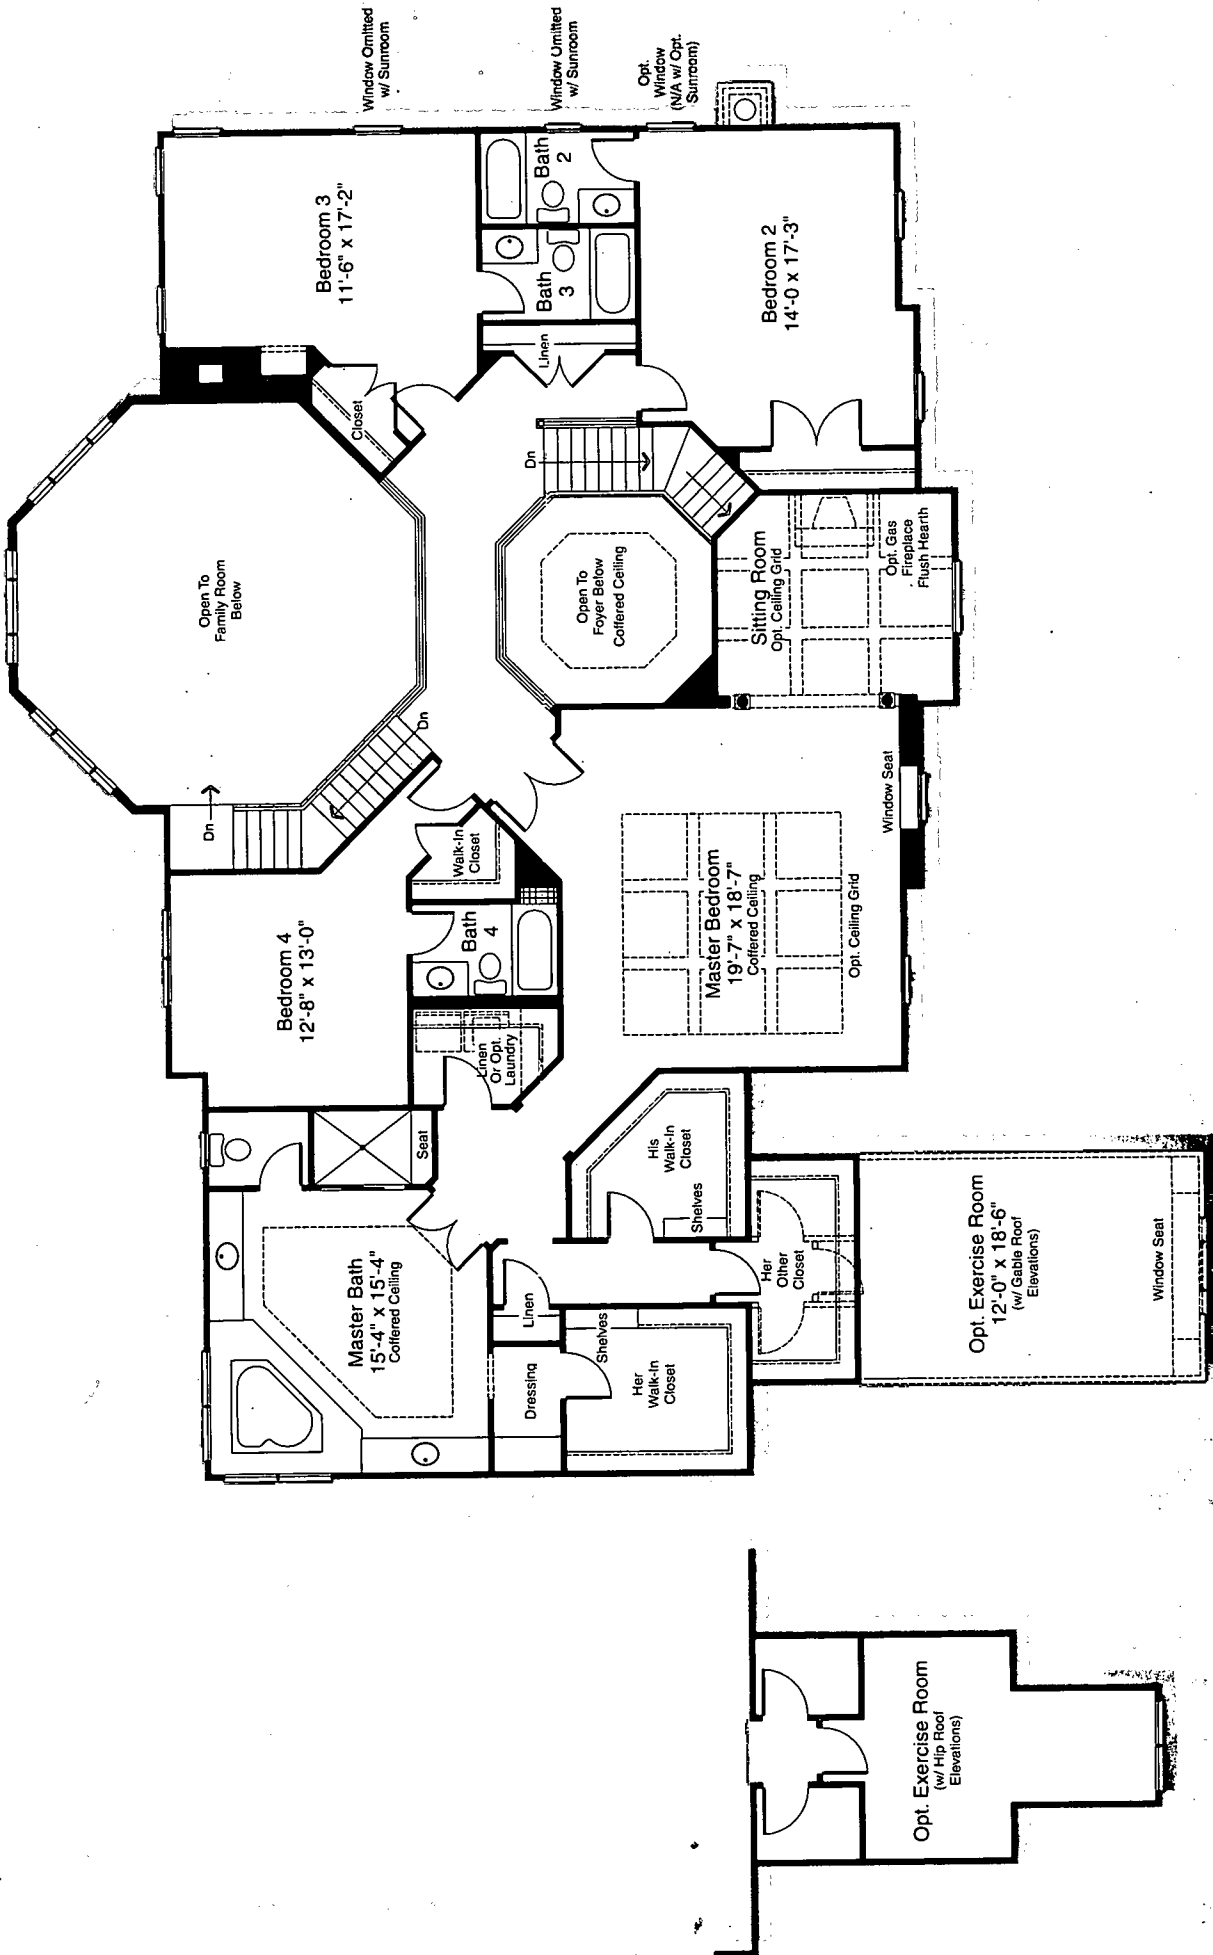 Window Omitted
w/ Sunroom
Window Omitted
w/ Sunroom
Opt.
Window
(N/A w/ Opt.
Sunroom)
Bedroom 3
11'-6" x 17'-2"
Bath
2
Bath
3
Linen
Bedroom 2
14'-0 x 17'-3"
Closet
Dn
Open To
Family Room
Below
Open To
Foyer Below
Coffered Ceiling
Sitting Room
Opt. Ceiling Grid
Opt. Gas
Fireplace
Flush Hearth
Dn
Dn
Walk-In
Closet
Window Seat
Bedroom 4
12'-8" x 13'-0"
Bath
4
Master Bedroom
19'-7" x 18'-7"
Coffered Ceiling
Opt. Ceiling Grid
Linen
Or Opt.
Laundry
Seat
His
Walk-In
Closet
Shelves
Master Bath
15'-4" x 15'-4"
Coffered Ceiling
Linen
Her
Other
Closet
Opt. Exercise Room
12'-0" x 18'-6"
(w/ Gable Roof
Elevations)
Window Seat
Shelves
Dressing
Her
Walk-In
Closet
Opt. Exercise Room
(w/ Hip Roof
Elevations)